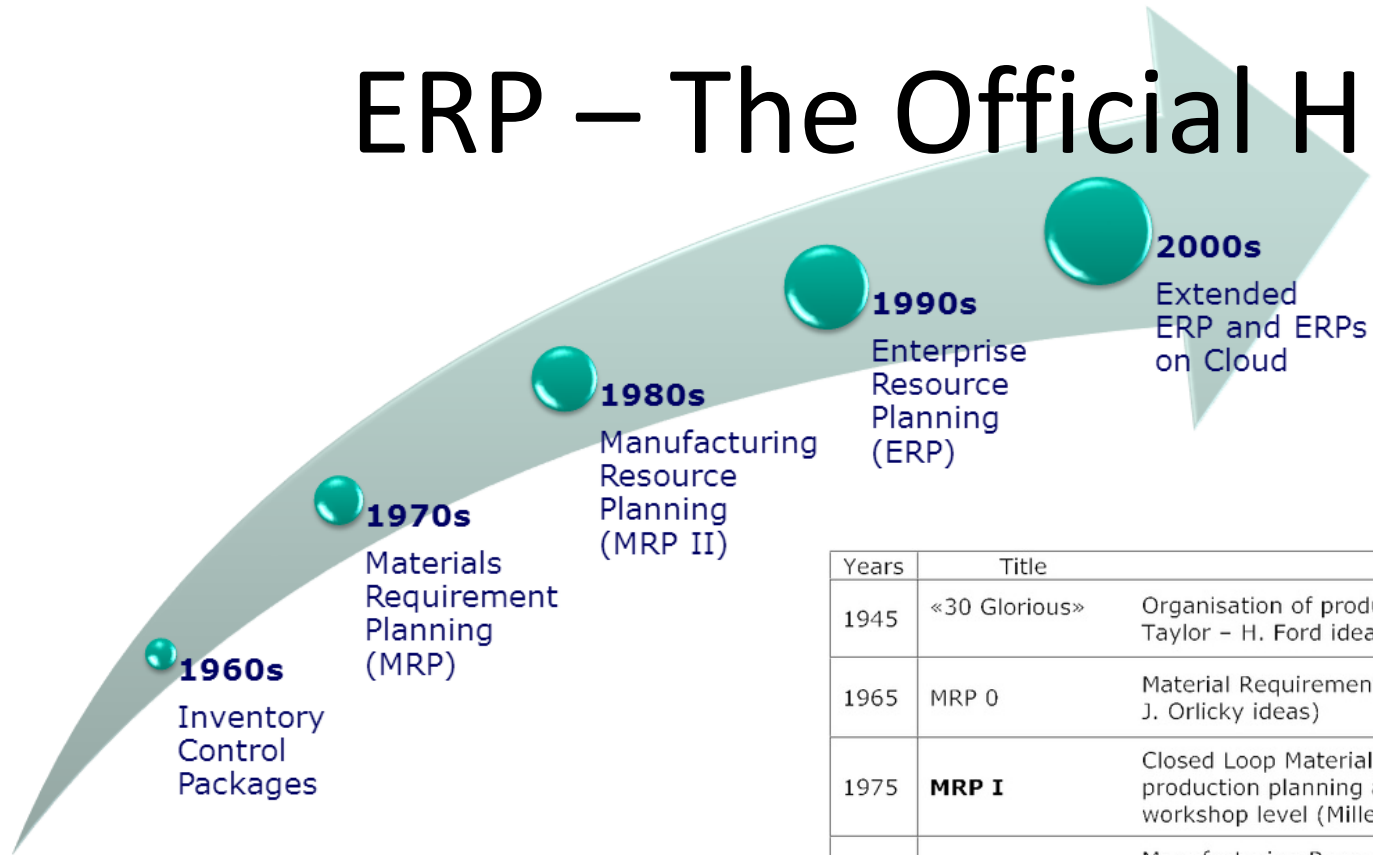 ERP – The Official H
2000s
Extended
ERP and ERPs
on Cloud
1990s
Enterprise
Resource
Planning
(ERP)
1980s
Manufacturing
Resource
Planning
(MRP II)
1970s
Materials
Requirement
Planning
(MRP)
1960s
Inventory
Control
Packages
Years Title
1945 «30 Glorious» Organisation of produ
Taylor – H. Ford idea
1965 MRP 0 Material Requiremen
J. Orlicky ideas)
1975 MRP I Closed Loop Material
production planning
workshop level (Mille